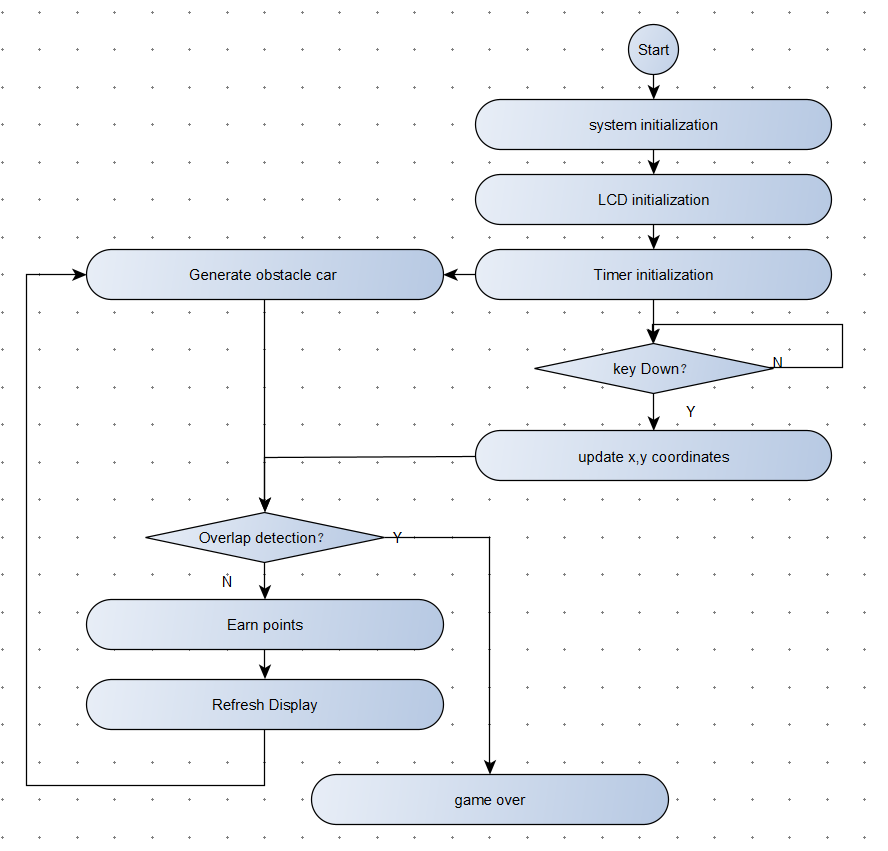 Start
system initialization
LCD initialization
Generate obstacle car
Timer initialization
key Down？
N
Y
update x,y coordinates
Overlap detection？
Y
N
Earn points
Refresh Display
game over